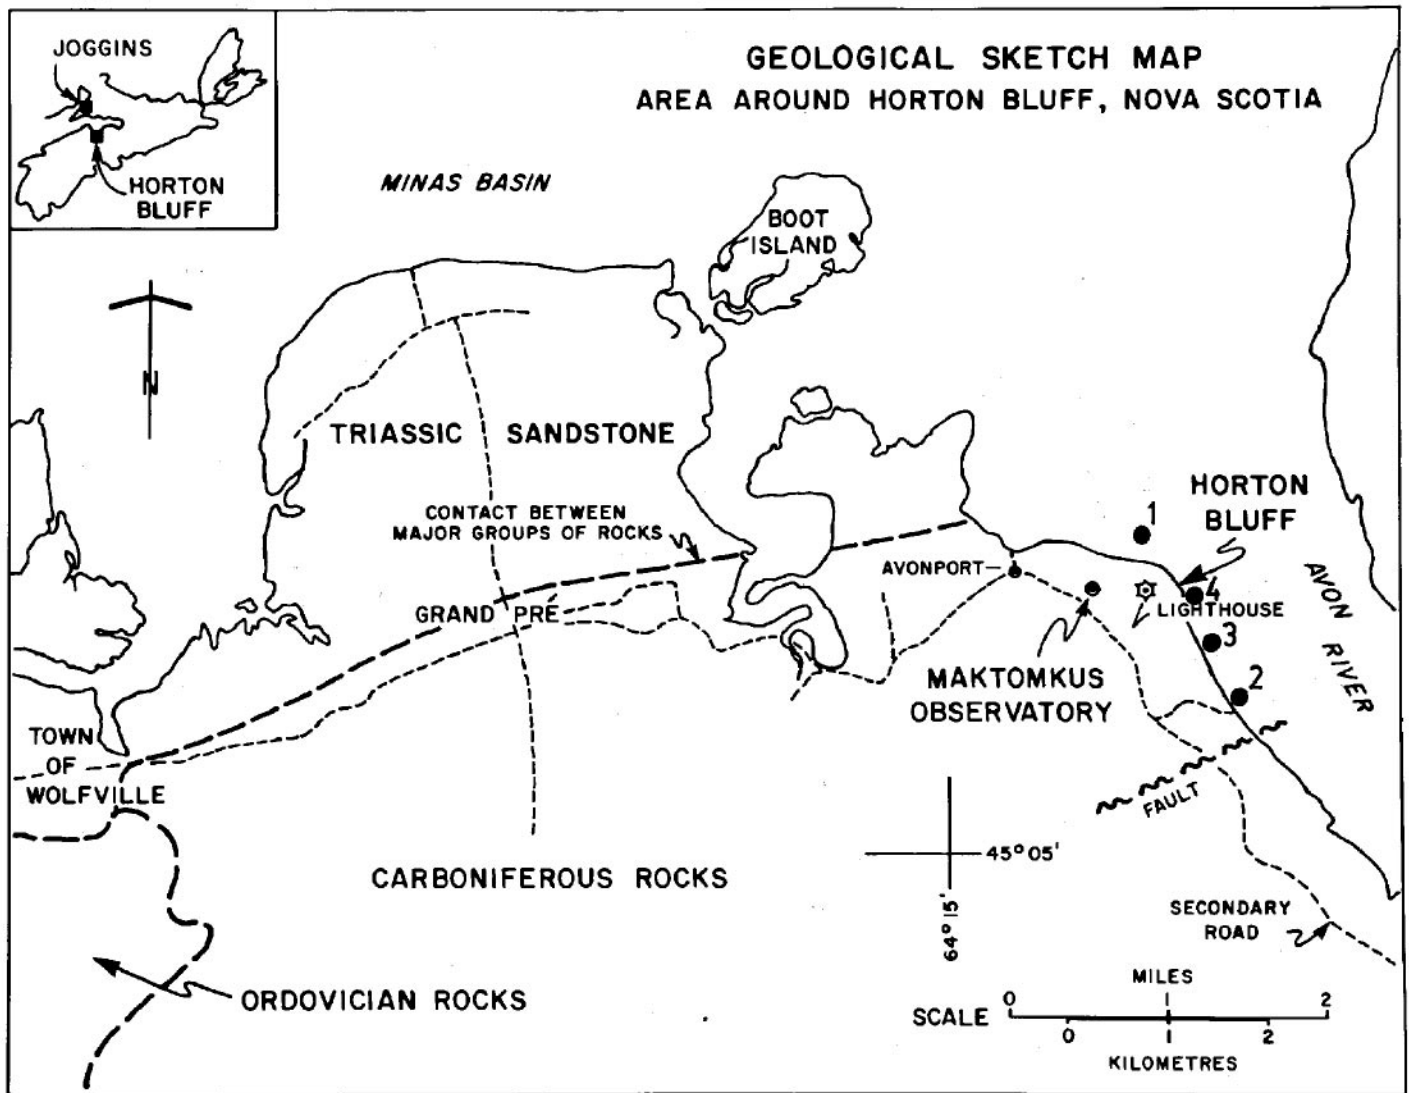 JOGGINS
HORTON
BLUFF
GEOLOGICAL SKETCH MAP
AREA AROUND HORTON BLUFF, NOVA SCOTIA
MINAS BASIN
BOOT
ISLAND
N
TRIASSIC SANDSTONE
CONTACT BETWEEN
MAJOR GROUPS OF ROCKS
HORTON
BLUFF
1
AVONPORT
4
LIGHTHOUSE
3
2
AVON RIVER
GRAND PRÉ
MAKTOMKUS
OBSERVATORY
TOWN
OF
WOLFVILLE
FAULT
45° 05'
64° 15'
CARBONIFEROUS ROCKS
SECONDARY
ROAD
ORDOVICIAN ROCKS
MILES
0 1 2
SCALE
0 1 2
KILOMETRES